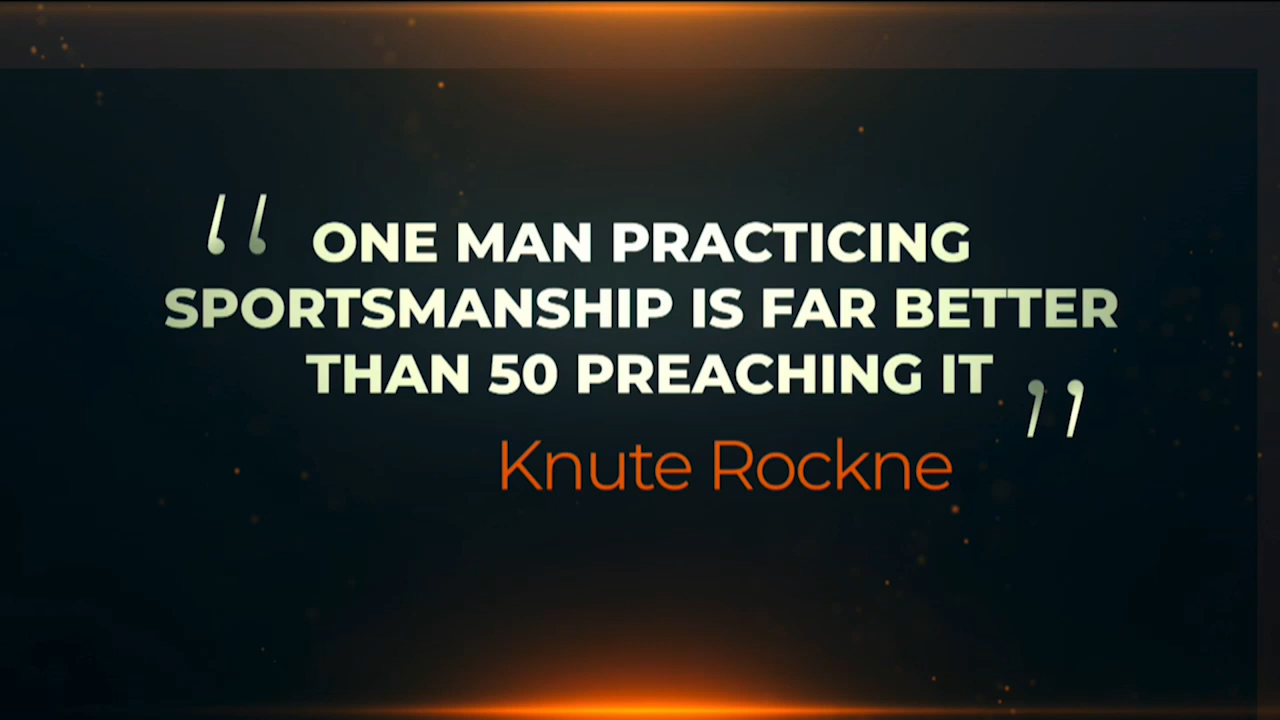 “ ONE MAN PRACTICING
SPORTSMANSHIP IS FAR BETTER
THAN 50 PREACHING IT ”
Knute Rockne